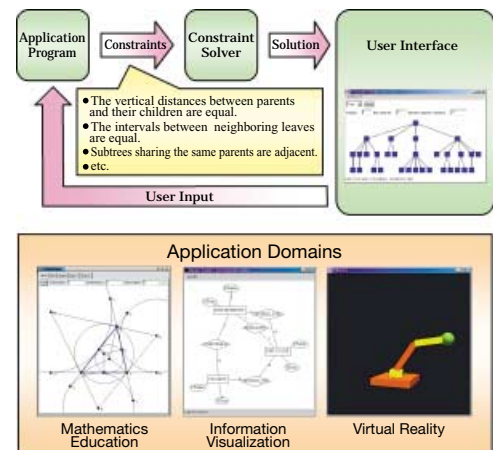 Application
Program
Constraints
Constraint
Solver
Solution
User Interface
● The vertical distances between parents
and their children are equal.
● The intervals between neighboring leaves
are equal.
● Subtrees sharing the same parents are adjacent.
● etc.
User Input
Application Domains
Mathematics
Education
Information
Visualization
Virtual Reality